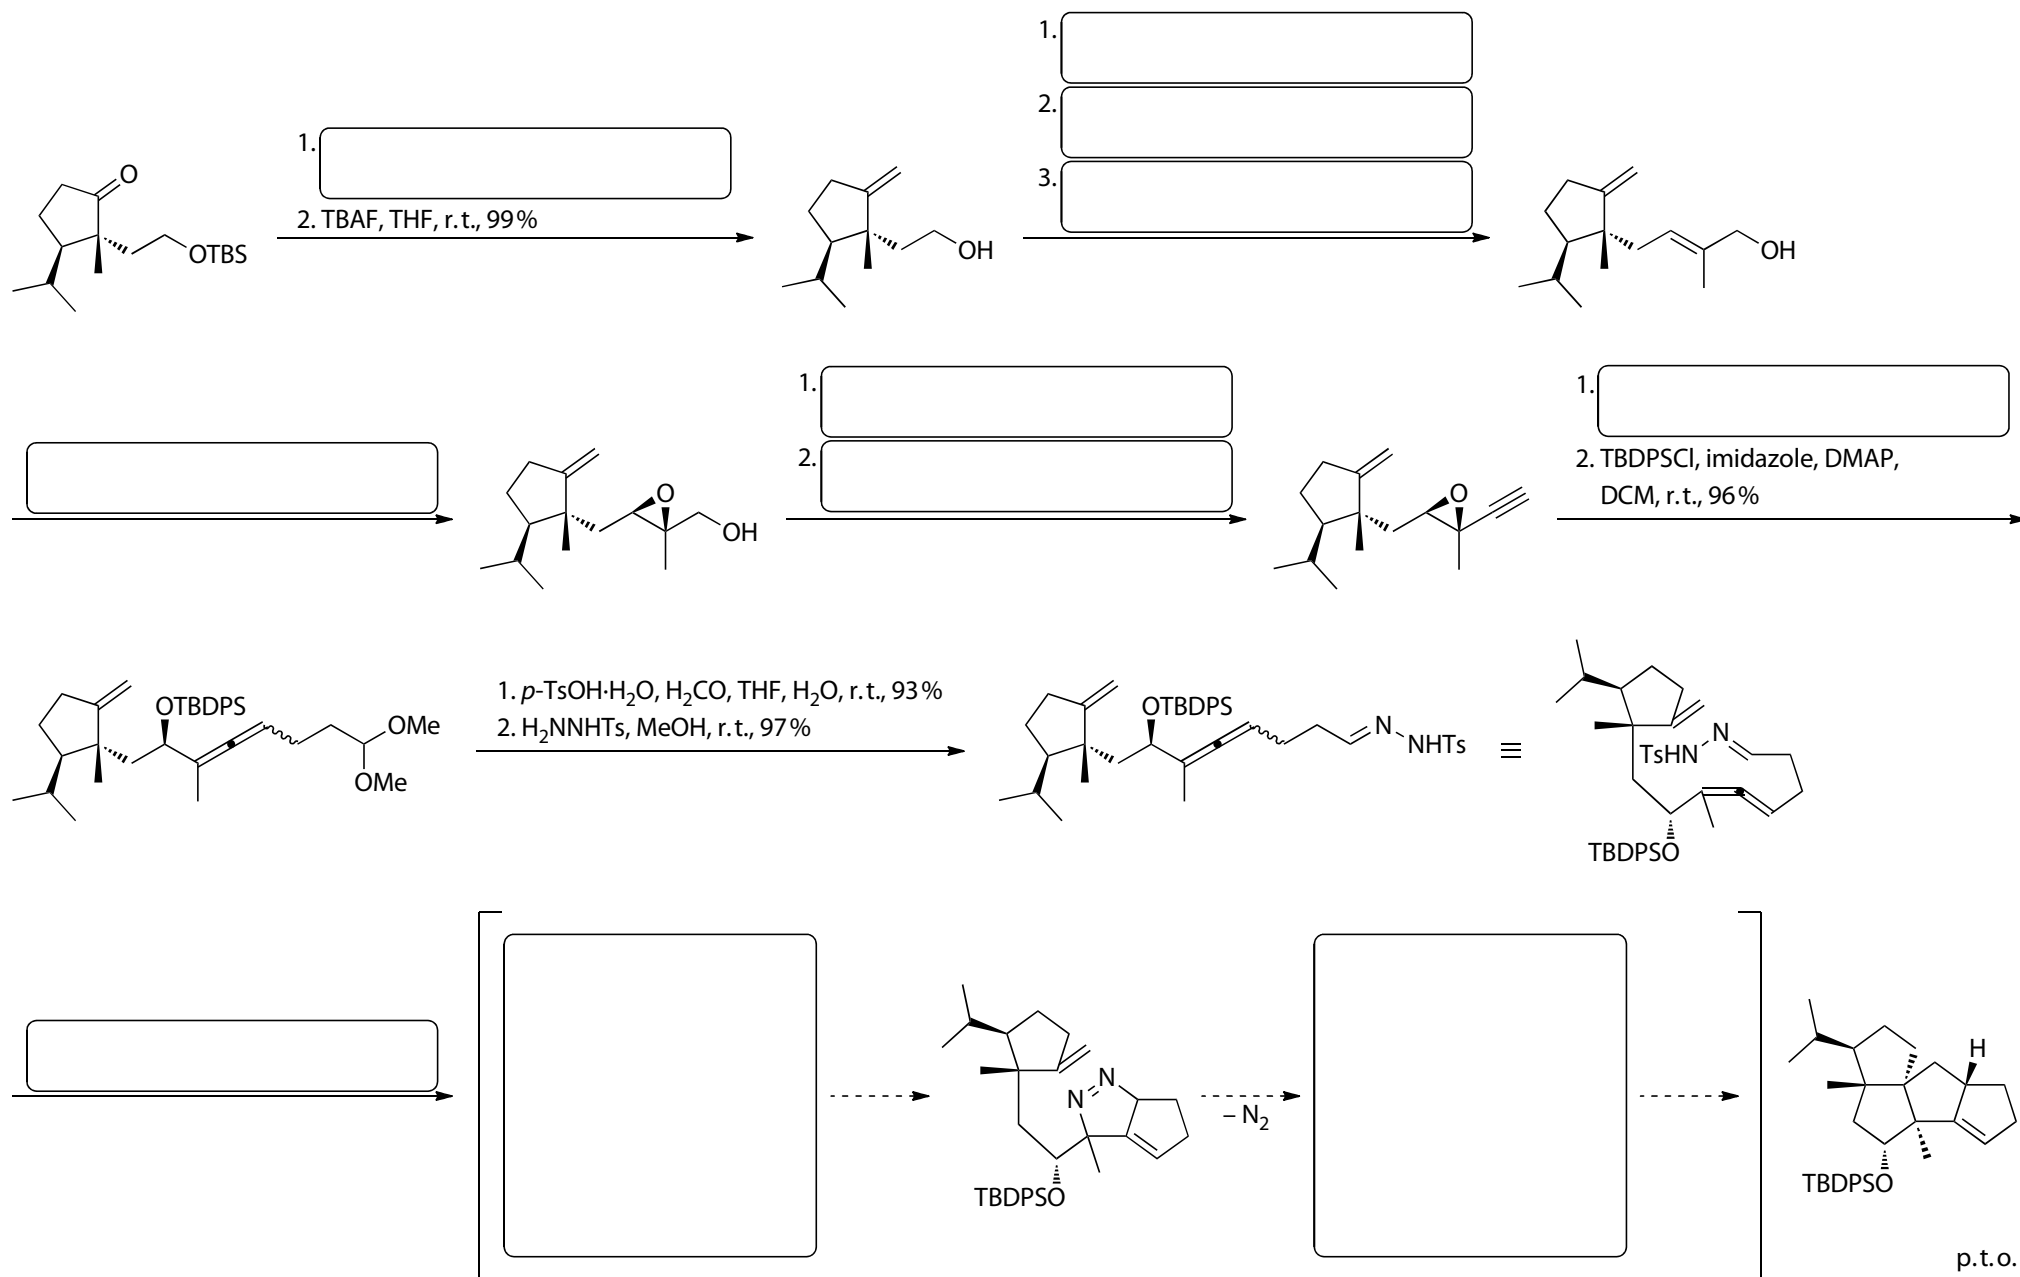 1.
2.
3.
1.
2. TBAF, THF, r. t., 99%
O
OTBS
OH
OH
1.
2.
1.
2. TBDPSCl, imidazole, DMAP,
DCM, r. t., 96%
O
OH
O
1. p-TsOH·H2O, H2CO, THF, H2O, r. t., 93%
2. H2NNHTs, MeOH, r. t., 97%
OTBDPS
OMe
OMe
OTBDPS
N
NHTs
≡
TsHN
N
TBDPSO
N
N
TBDPSO
– N2
H
TBDPSO
p. t. o.